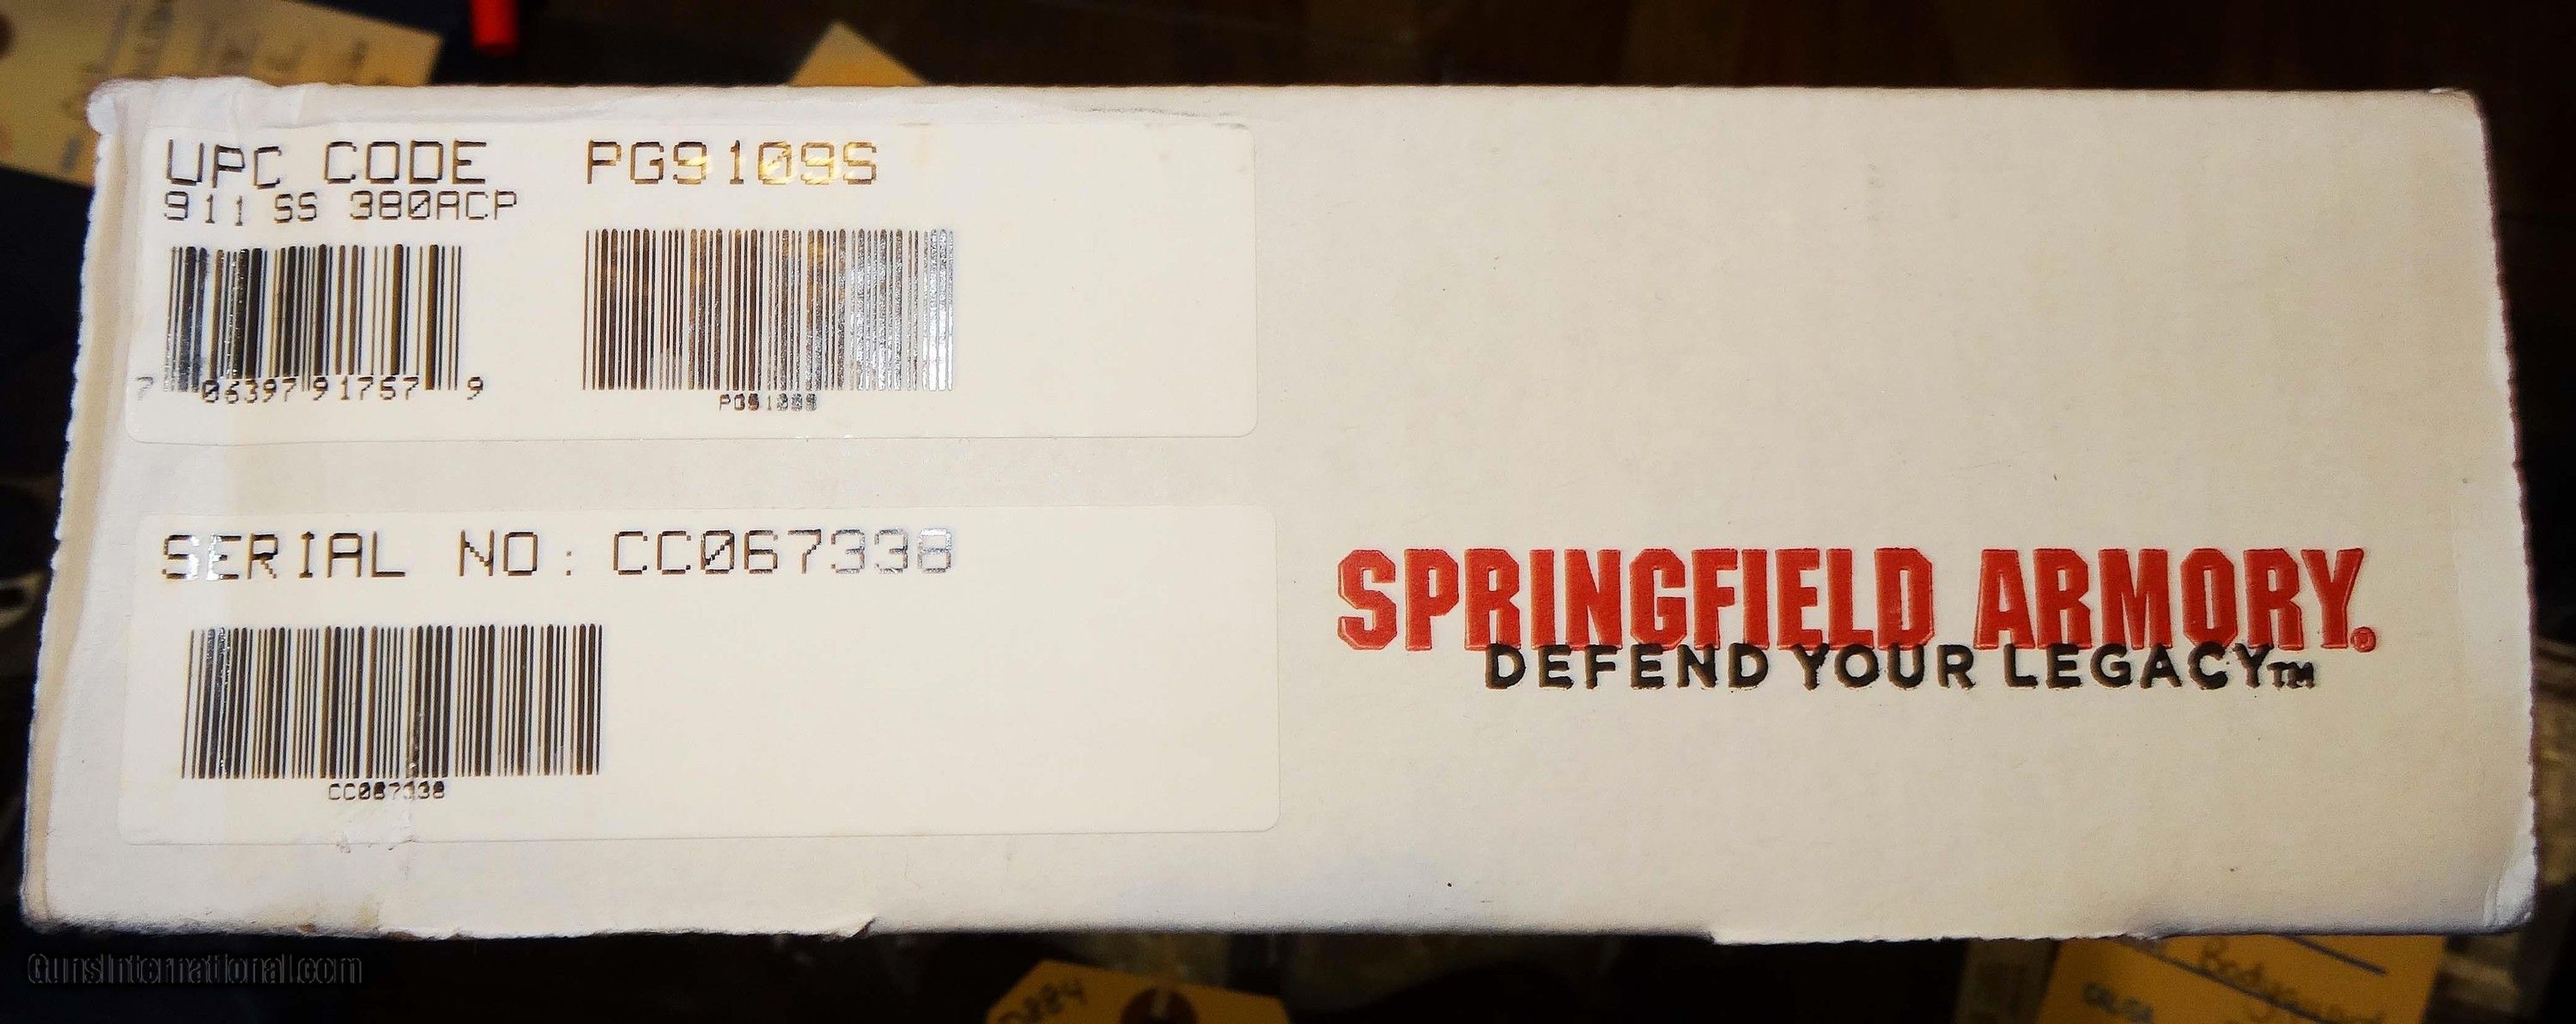 UPC CODE PG9109S
911 SS 380ACP
7 06397 91757 9
PG9109S
SERIAL NO: CC067338
CC067338
SPRINGFIELD ARMORY®
DEFEND YOUR LEGACY™
GunsInternational.com